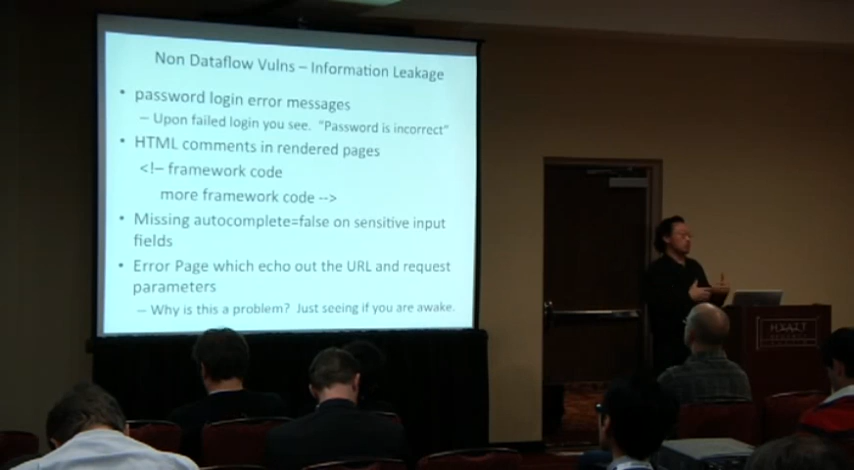 Non Dataflow Vulns – Information Leakage
• password login error messages
– Upon failed login you see. "Password is incorrect"
• HTML comments in rendered pages
<!– framework code
more framework code -->
• Missing autocomplete=false on sensitive input
fields
• Error Page which echo out the URL and request
parameters
– Why is this a problem? Just seeing if you are awake.
HYATT